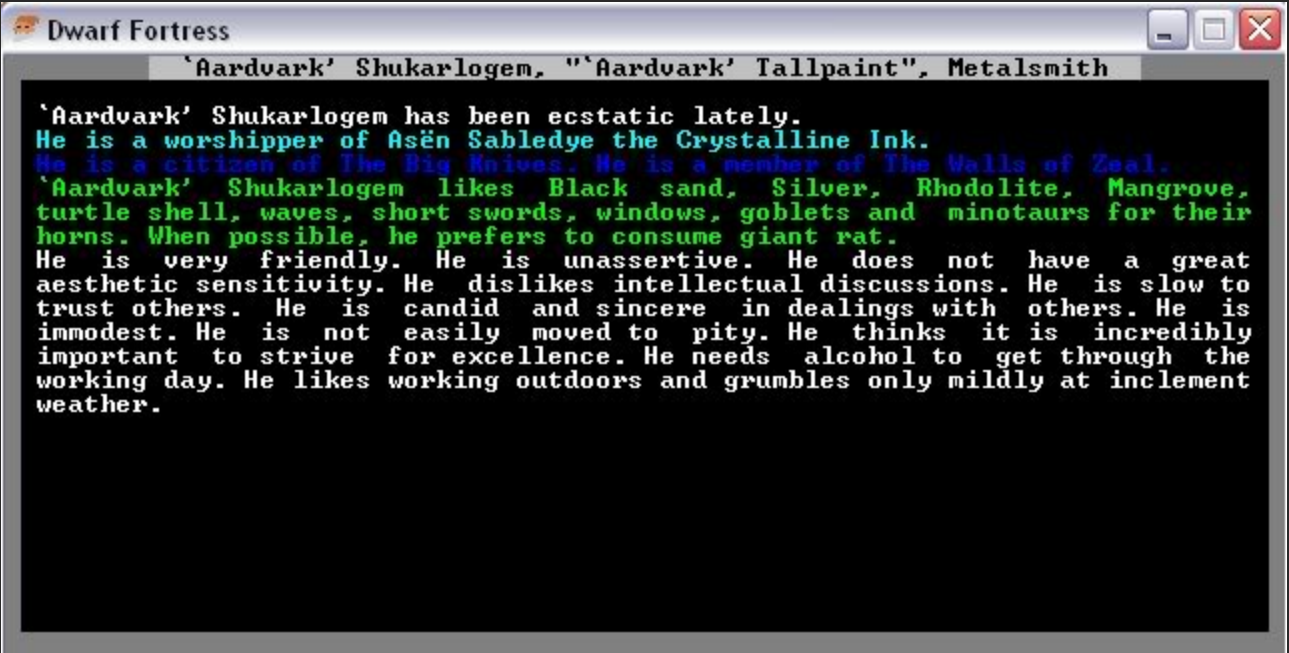 Dwarf Fortress
`Aardvark' Shukarlogem, "`Aardvark' Tallpaint", Metalsmith
`Aardvark' Shukarlogem has been ecstatic lately.
He is a worshipper of Asën Sabledye the Crystalline Ink.
He is a citizen of The Big Knives. He is a member of The Walls of Zeal.
`Aardvark' Shukarlogem likes Black sand, Silver, Rhodolite, Mangrove,
turtle shell, waves, short swords, windows, goblets and minotaurs for their
horns. When possible, he prefers to consume giant rat.
He is very friendly. He is unassertive. He does not have a great
aesthetic sensitivity. He dislikes intellectual discussions. He is slow to
trust others. He is candid and sincere in dealings with others. He is
immodest. He is not easily moved to pity. He thinks it is incredibly
important to strive for excellence. He needs alcohol to get through the
working day. He likes working outdoors and grumbles only mildly at inclement
weather.